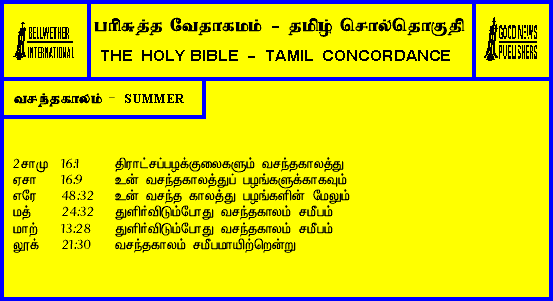 BELLWETHER
INTERNATIONAL
பரிசுத்த வேதாகமம் - தமிழ் சொல்தொகுதி
THE HOLY BIBLE - TAMIL CONCORDANCE
GOOD NEWS
PUBLISHERS
வசந்தகாலம் - SUMMER
2சாமு 16:1 திராட்சப்பழக்குலைகளும் வசந்தகாலத்து
ஏசா 16:9 உன் வசந்தகாலத்துப் பழங்களுக்காகவும்
எரே 48:32 உன் வசந்த காலத்து பழங்களின் மேலும்
மத் 24:32 துளிர்விடும்போது வசந்தகாலம் சமீபம்
மாற் 13:28 துளிர்விடும்போது வசந்தகாலம் சமீபம்
லூக் 21:30 வசந்தகாலம் சமீபமாயிற்றென்று